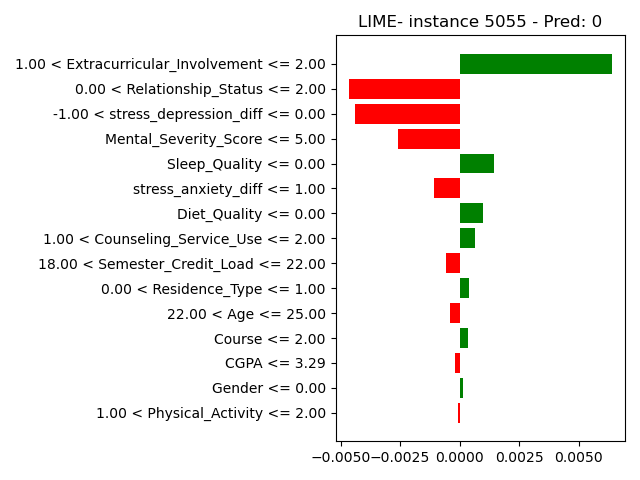 LIME- instance 5055 - Pred: 0
1.00 < Extracurricular_Involvement <= 2.00
0.00 < Relationship_Status <= 2.00
-1.00 < stress_depression_diff <= 0.00
Mental_Severity_Score <= 5.00
Sleep_Quality <= 0.00
stress_anxiety_diff <= 1.00
Diet_Quality <= 0.00
1.00 < Counseling_Service_Use <= 2.00
18.00 < Semester_Credit_Load <= 22.00
0.00 < Residence_Type <= 1.00
22.00 < Age <= 25.00
Course <= 2.00
CGPA <= 3.29
Gender <= 0.00
1.00 < Physical_Activity <= 2.00
−0.0050 −0.0025 0.0000 0.0025 0.0050